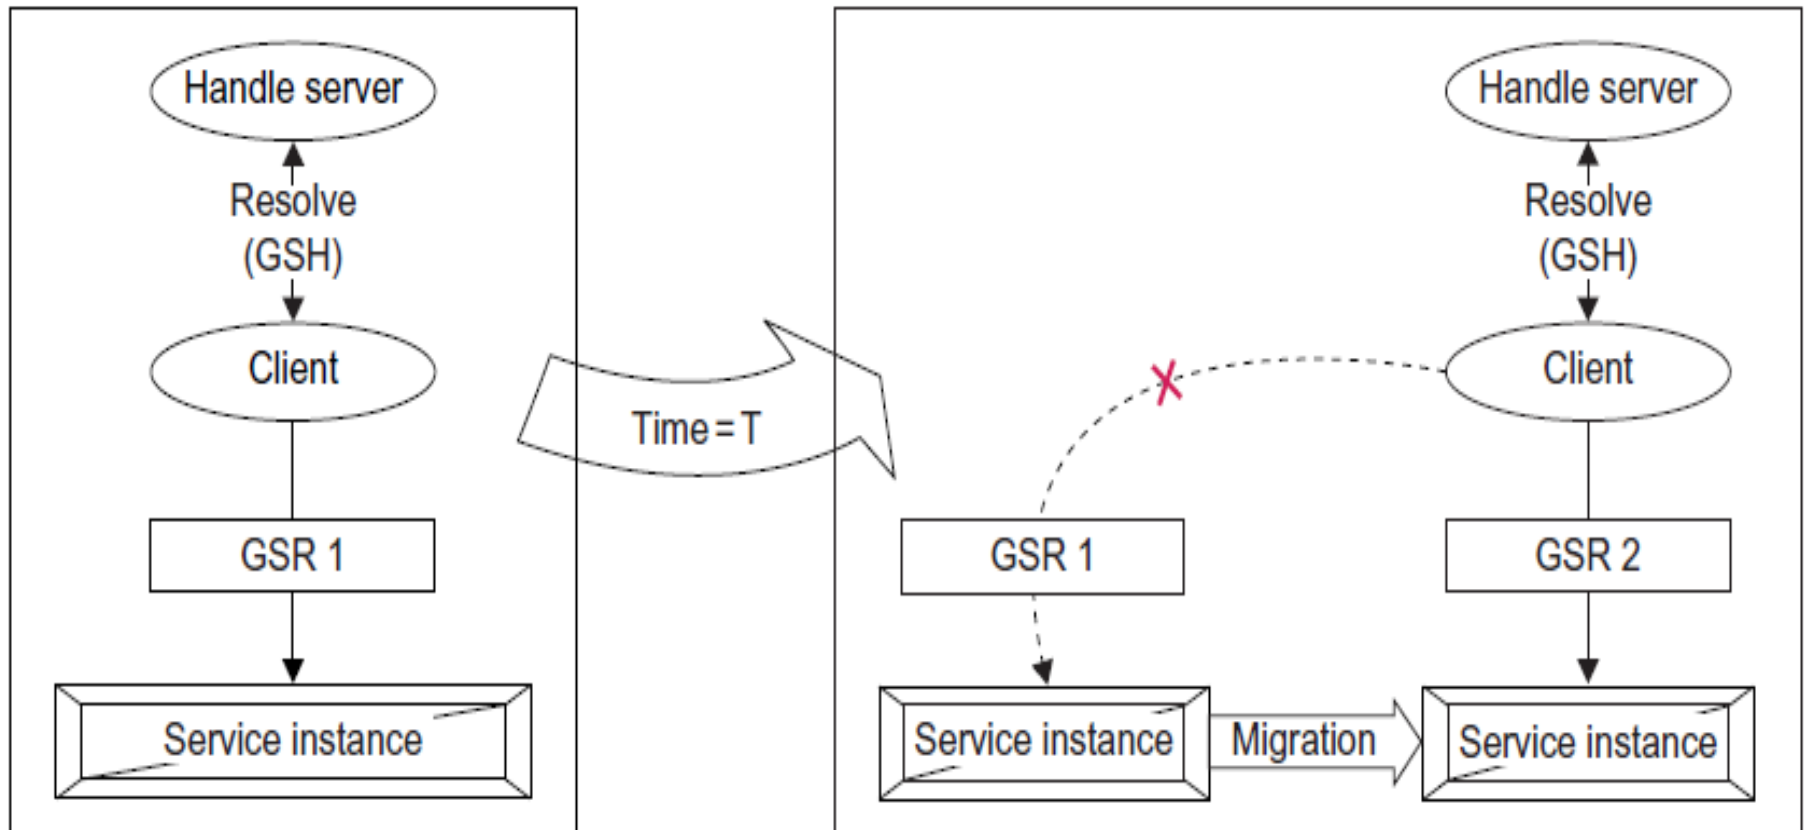 Handle server
Resolve
(GSH)
Client
GSR 1
Service instance
Time = T
Handle server
Resolve
(GSH)
Client
GSR 1
GSR 2
Service instance
Migration
Service instance